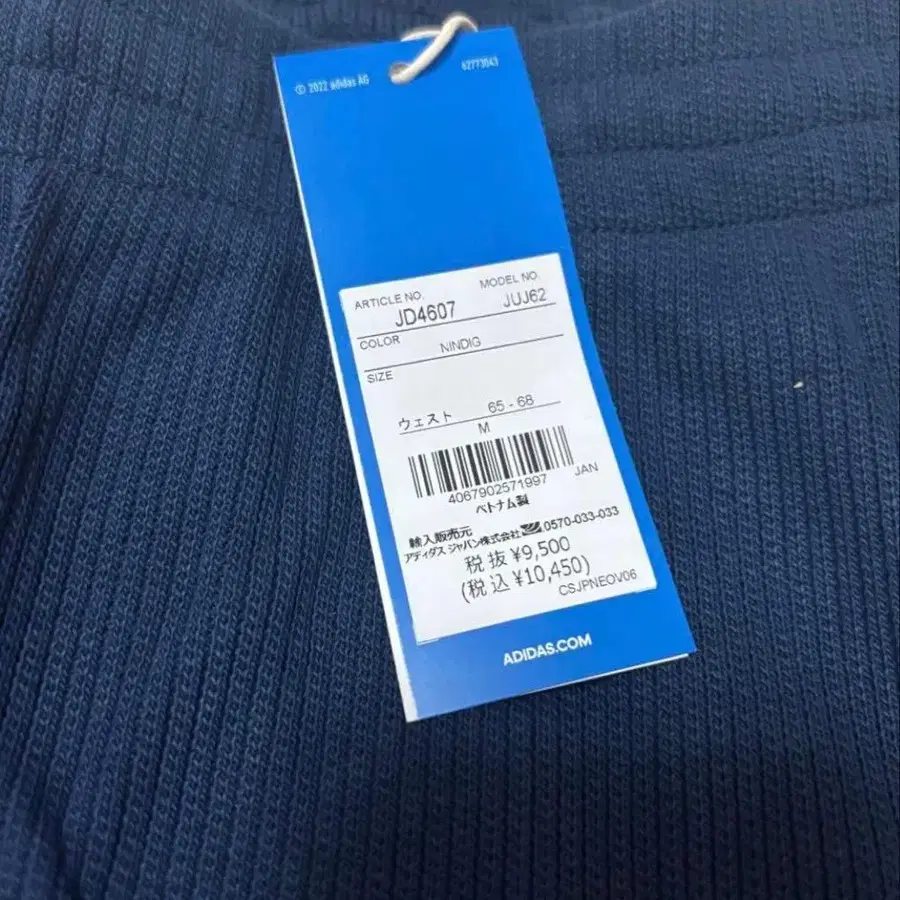 © 2022 adidas AG 62773043
ARTICLE NO. MODEL NO.
JD4607 JUJ62
COLOR
NINDIG
SIZE
ウェスト 65 - 68
M
JAN
4067902571997
ベトナム製
輸入販売元
アディダス ジャパン株式会社 0570-033-033
税 抜 ¥9,500
(税 込 ¥10,450)
CSJPNEOV06
ADIDAS.COM